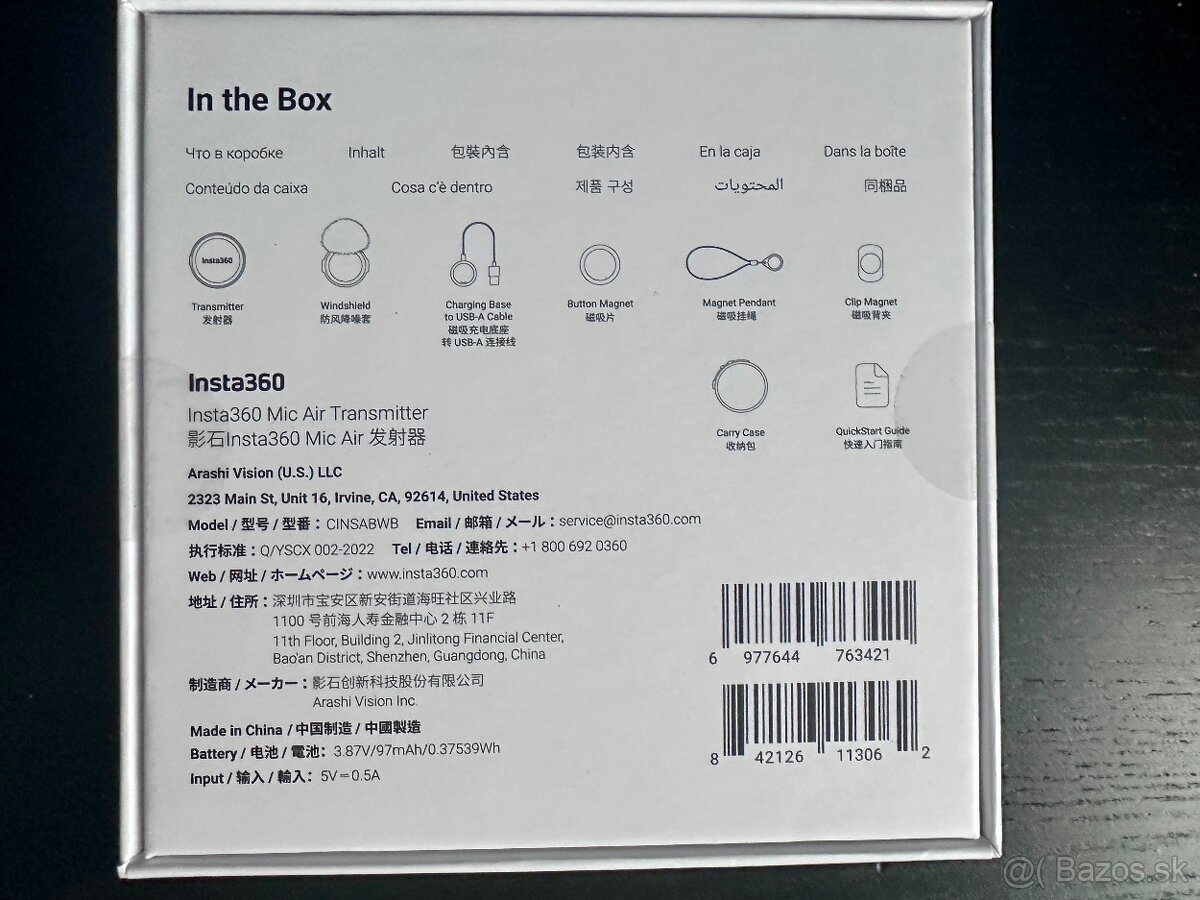 In the Box
Что в коробке Inhalt 包裝內含 包装内含 En la caja Dans la boîte
Conteúdo da caixa Cosa c'è dentro 제품 구성 المحتويات 同梱品
Insta360
Transmitter
发射器
Windshield
防风降噪套
Charging Base
to USB-A Cable
磁吸充电底座
转 USB-A 连接线
Button Magnet
磁吸片
Magnet Pendant
磁吸挂绳
Clip Magnet
磁吸背夹
Carry Case
收纳包
QuickStart Guide
快速入门指南
Insta360
Insta360 Mic Air Transmitter
影石Insta360 Mic Air 发射器
Arashi Vision (U.S.) LLC
2323 Main St, Unit 16, Irvine, CA, 92614, United States
Model / 型号 / 型番：CINSABWB Email / 邮箱 / メール：service@insta360.com
执行标准：Q/YSCX 002-2022 Tel / 电话 / 連絡先：+1 800 692 0360
Web / 网址 / ホームページ：www.insta360.com
地址 / 住所：深圳市宝安区新安街道海旺社区兴业路
1100 号前海人寿金融中心 2 栋 11F
11th Floor, Building 2, Jinlitong Financial Center,
Bao'an District, Shenzhen, Guangdong, China
制造商 / メーカー：影石创新科技股份有限公司
Arashi Vision Inc.
Made in China / 中国制造 / 中國製造
Battery / 电池 / 電池：3.87V/97mAh/0.37539Wh
Input / 输入 / 輸入：5V⎓0.5A
6 977644 763421
8 42126 11306 2
@( Bazos.sk